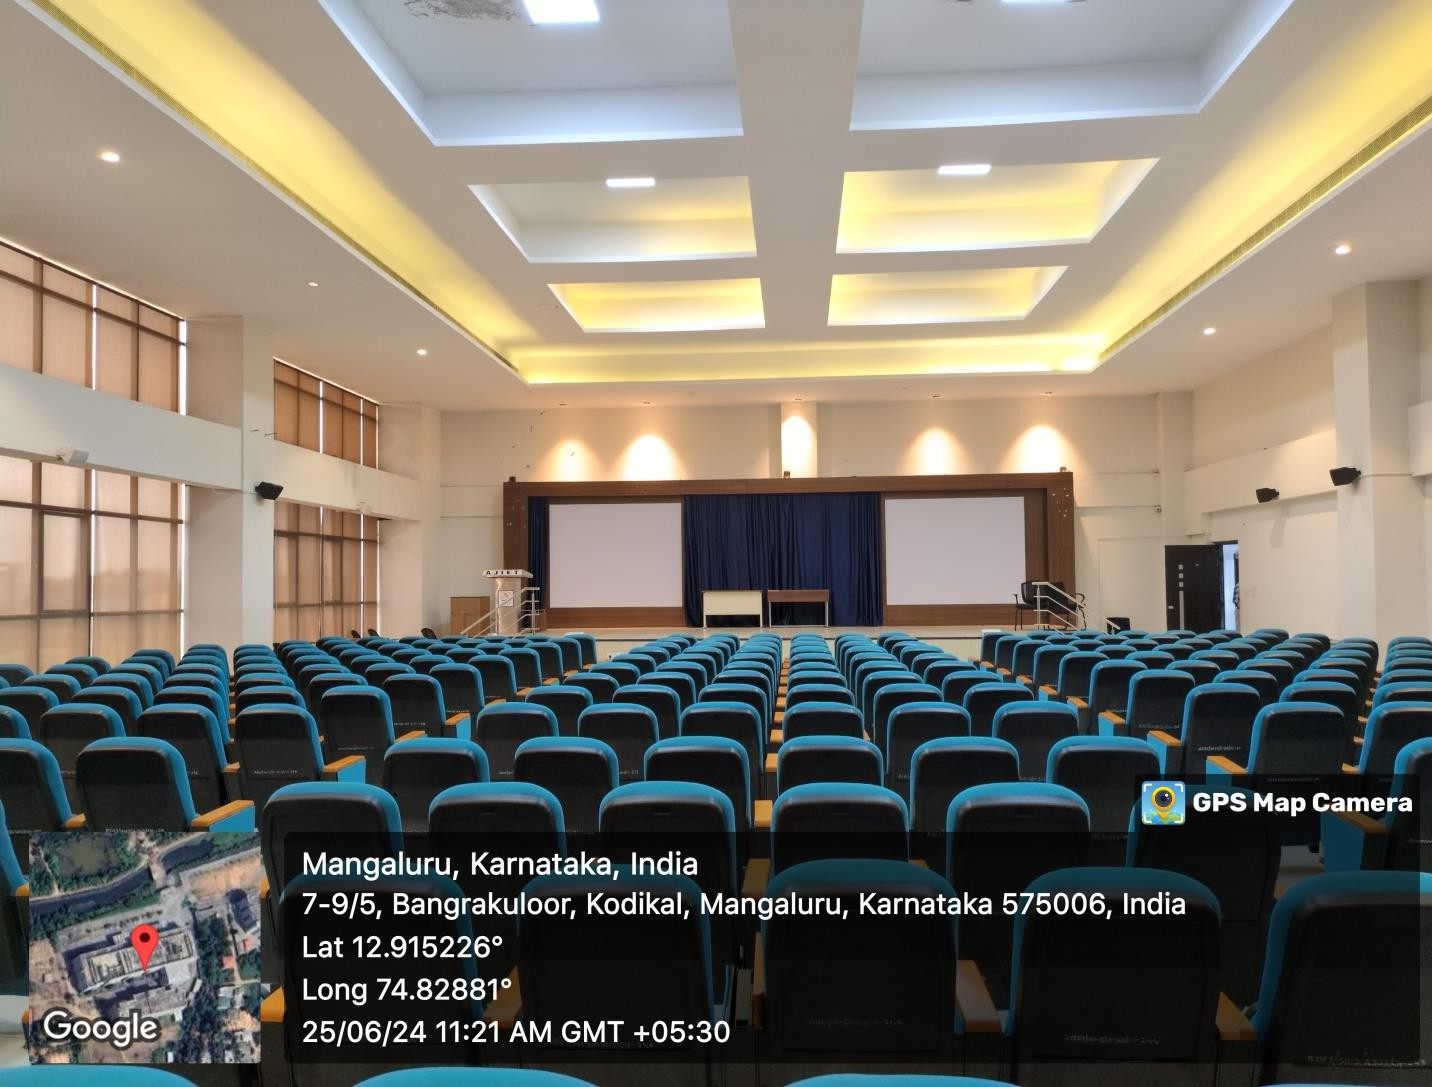 AJIET
GPS Map Camera
Mangaluru, Karnataka, India
7-9/5, Bangrakuloor, Kodikal, Mangaluru, Karnataka 575006, India
Lat 12.915226°
Long 74.82881°
25/06/24 11:21 AM GMT +05:30
Google